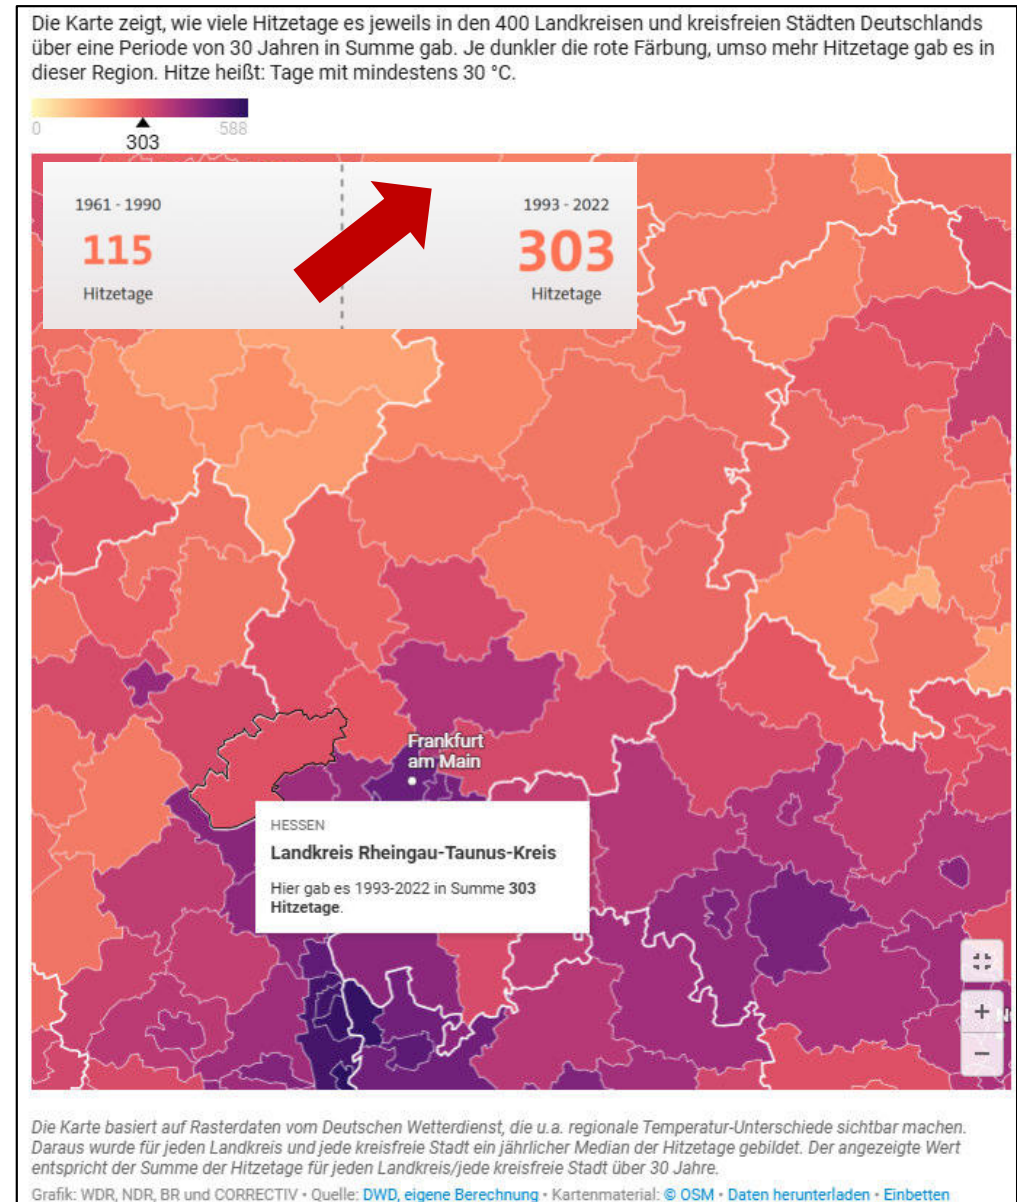 Die Karte zeigt, wie viele Hitzetage es jeweils in den 400 Landkreisen und kreisfreien Städten Deutschlands
über eine Periode von 30 Jahren in Summe gab. Je dunkler die rote Färbung, umso mehr Hitzetage gab es in
dieser Region. Hitze heißt: Tage mit mindestens 30 °C.
0
303
588
1961 - 1990
115
Hitzetage
1993 - 2022
303
Hitzetage
Frankfurt
am Main
HESSEN
Landkreis Rheingau-Taunus-Kreis
Hier gab es 1993-2022 in Summe 303
Hitzetage.
+
−
Die Karte basiert auf Rasterdaten vom Deutschen Wetterdienst, die u.a. regionale Temperatur-Unterschiede sichtbar machen.
Daraus wurde für jeden Landkreis und jede kreisfreie Stadt ein jährlicher Median der Hitzetage gebildet. Der angezeigte Wert
entspricht der Summe der Hitzetage für jeden Landkreis/jede kreisfreie Stadt über 30 Jahre.
Grafik: WDR, NDR, BR und CORRECTIV • Quelle: DWD, eigene Berechnung • Kartenmaterial: © OSM • Daten herunterladen • Einbetten